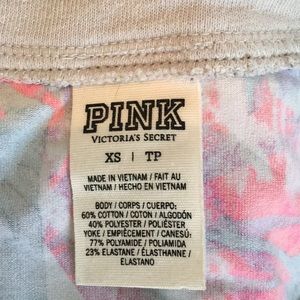 PINK
VICTORIA'S SECRET
XS | TP
MADE IN VIETNAM / FAIT AU
VIETNAM / HECHO EN VIETNAM
BODY / CORPS / CUERPO:
60% COTTON / COTON / ALGODÓN
40% POLYESTER / POLIÉSTER
YOKE / EMPIÈCEMENT / CANESÚ:
77% POLYAMIDE / POLIAMIDA
23% ELASTANE / ÉLASTHANNE /
ELASTANO